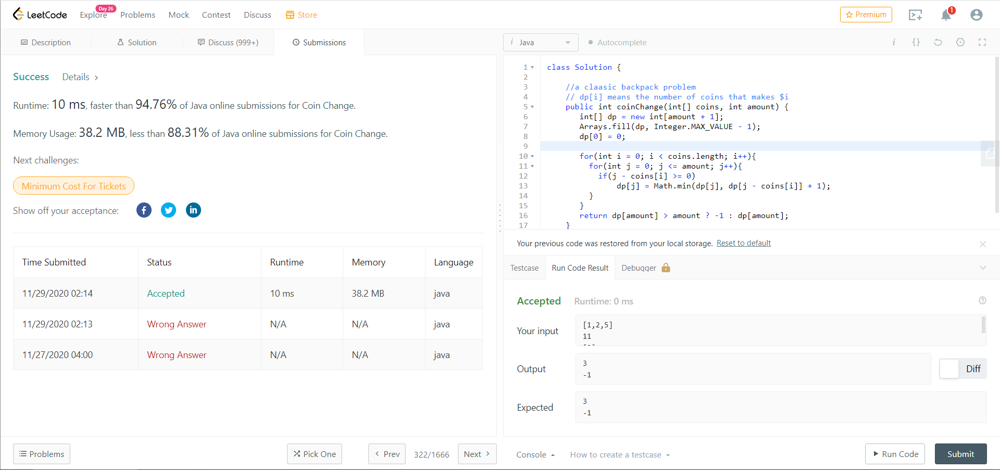 LeetCode Explore Day 26 Problems Mock Contest Discuss Store Premium 1
Description Solution Discuss (999+) Submissions
Success Details >
Runtime: 10 ms, faster than 94.76% of Java online submissions for Coin Change.
Memory Usage: 38.2 MB, less than 88.31% of Java online submissions for Coin Change.
Next challenges:
Minimum Cost For Tickets
Show off your acceptance:
Time Submitted Status Runtime Memory Language
11/29/2020 02:14 Accepted 10 ms 38.2 MB java
11/29/2020 02:13 Wrong Answer N/A N/A java
11/27/2020 04:00 Wrong Answer N/A N/A java
Problems Pick One < Prev 322/1666 Next >
i Java Autocomplete i {}
1 class Solution {
2
3 //a claasic backpack problem
4 // dp[i] means the number of coins that makes $i
5 public int coinChange(int[] coins, int amount) {
6 int[] dp = new int[amount + 1];
7 Arrays.fill(dp, Integer.MAX_VALUE - 1);
8 dp[0] = 0;
9
10 for(int i = 0; i < coins.length; i++){
11 for(int j = 0; j <= amount; j++){
12 if(j - coins[i] >= 0)
13 dp[j] = Math.min(dp[j], dp[j - coins[i]] + 1);
14 }
15 }
16 return dp[amount] > amount ? -1 : dp[amount];
17 }
Your previous code was restored from your local storage. Reset to default
Testcase Run Code Result Debugger
Accepted Runtime: 0 ms
Your input
[1,2,5]
11
Output
3
-1
Diff
Expected
3
-1
Console How to create a testcase Run Code Submit